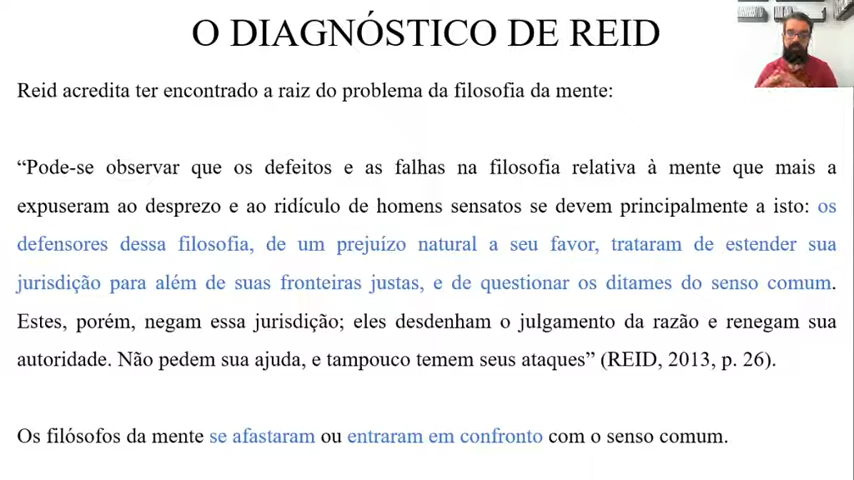 O DIAGNÓSTICO DE REID
Reid acredita ter encontrado a raiz do problema da filosofia da mente:
“Pode-se observar que os defeitos e as falhas na filosofia relativa à mente que mais a
expuseram ao desprezo e ao ridículo de homens sensatos se devem principalmente a isto: os
defensores dessa filosofia, de um prejuízo natural a seu favor, trataram de estender sua
jurisdição para além de suas fronteiras justas, e de questionar os ditames do senso comum.
Estes, porém, negam essa jurisdição; eles desdenham o julgamento da razão e renegam sua
autoridade. Não pedem sua ajuda, e tampouco temem seus ataques” (REID, 2013, p. 26).
Os filósofos da mente se afastaram ou entraram em confronto com o senso comum.